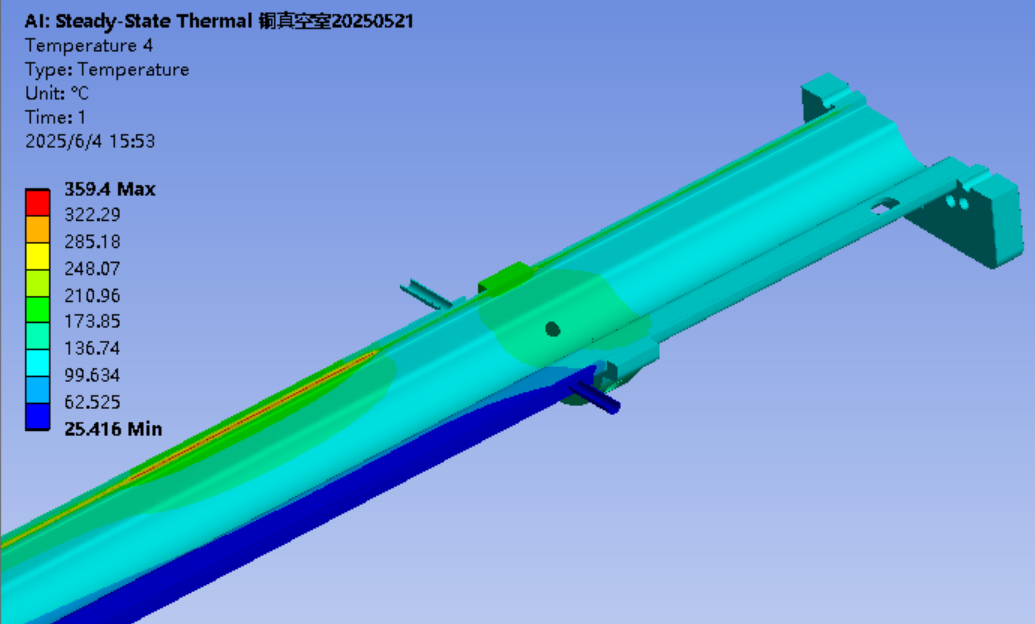 AI: Steady-State Thermal 铜真空室20250521
Temperature 4
Type: Temperature
Unit: °C
Time: 1
2025/6/4 15:53
359.4 Max
322.29
285.18
248.07
210.96
173.85
136.74
99.634
62.525
25.416 Min